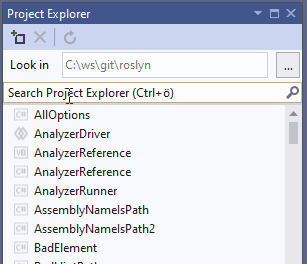 Project Explorer
Look in C:\ws\git\roslyn ...
Search Project Explorer (Ctrl+ö)
C# AllOptions
AnalyzerDriver
VB AnalyzerReference
C# AnalyzerReference
C# AnalyzerRunner
C# AssemblyNameIsPath
C# AssemblyNameIsPath2
C# BadElement